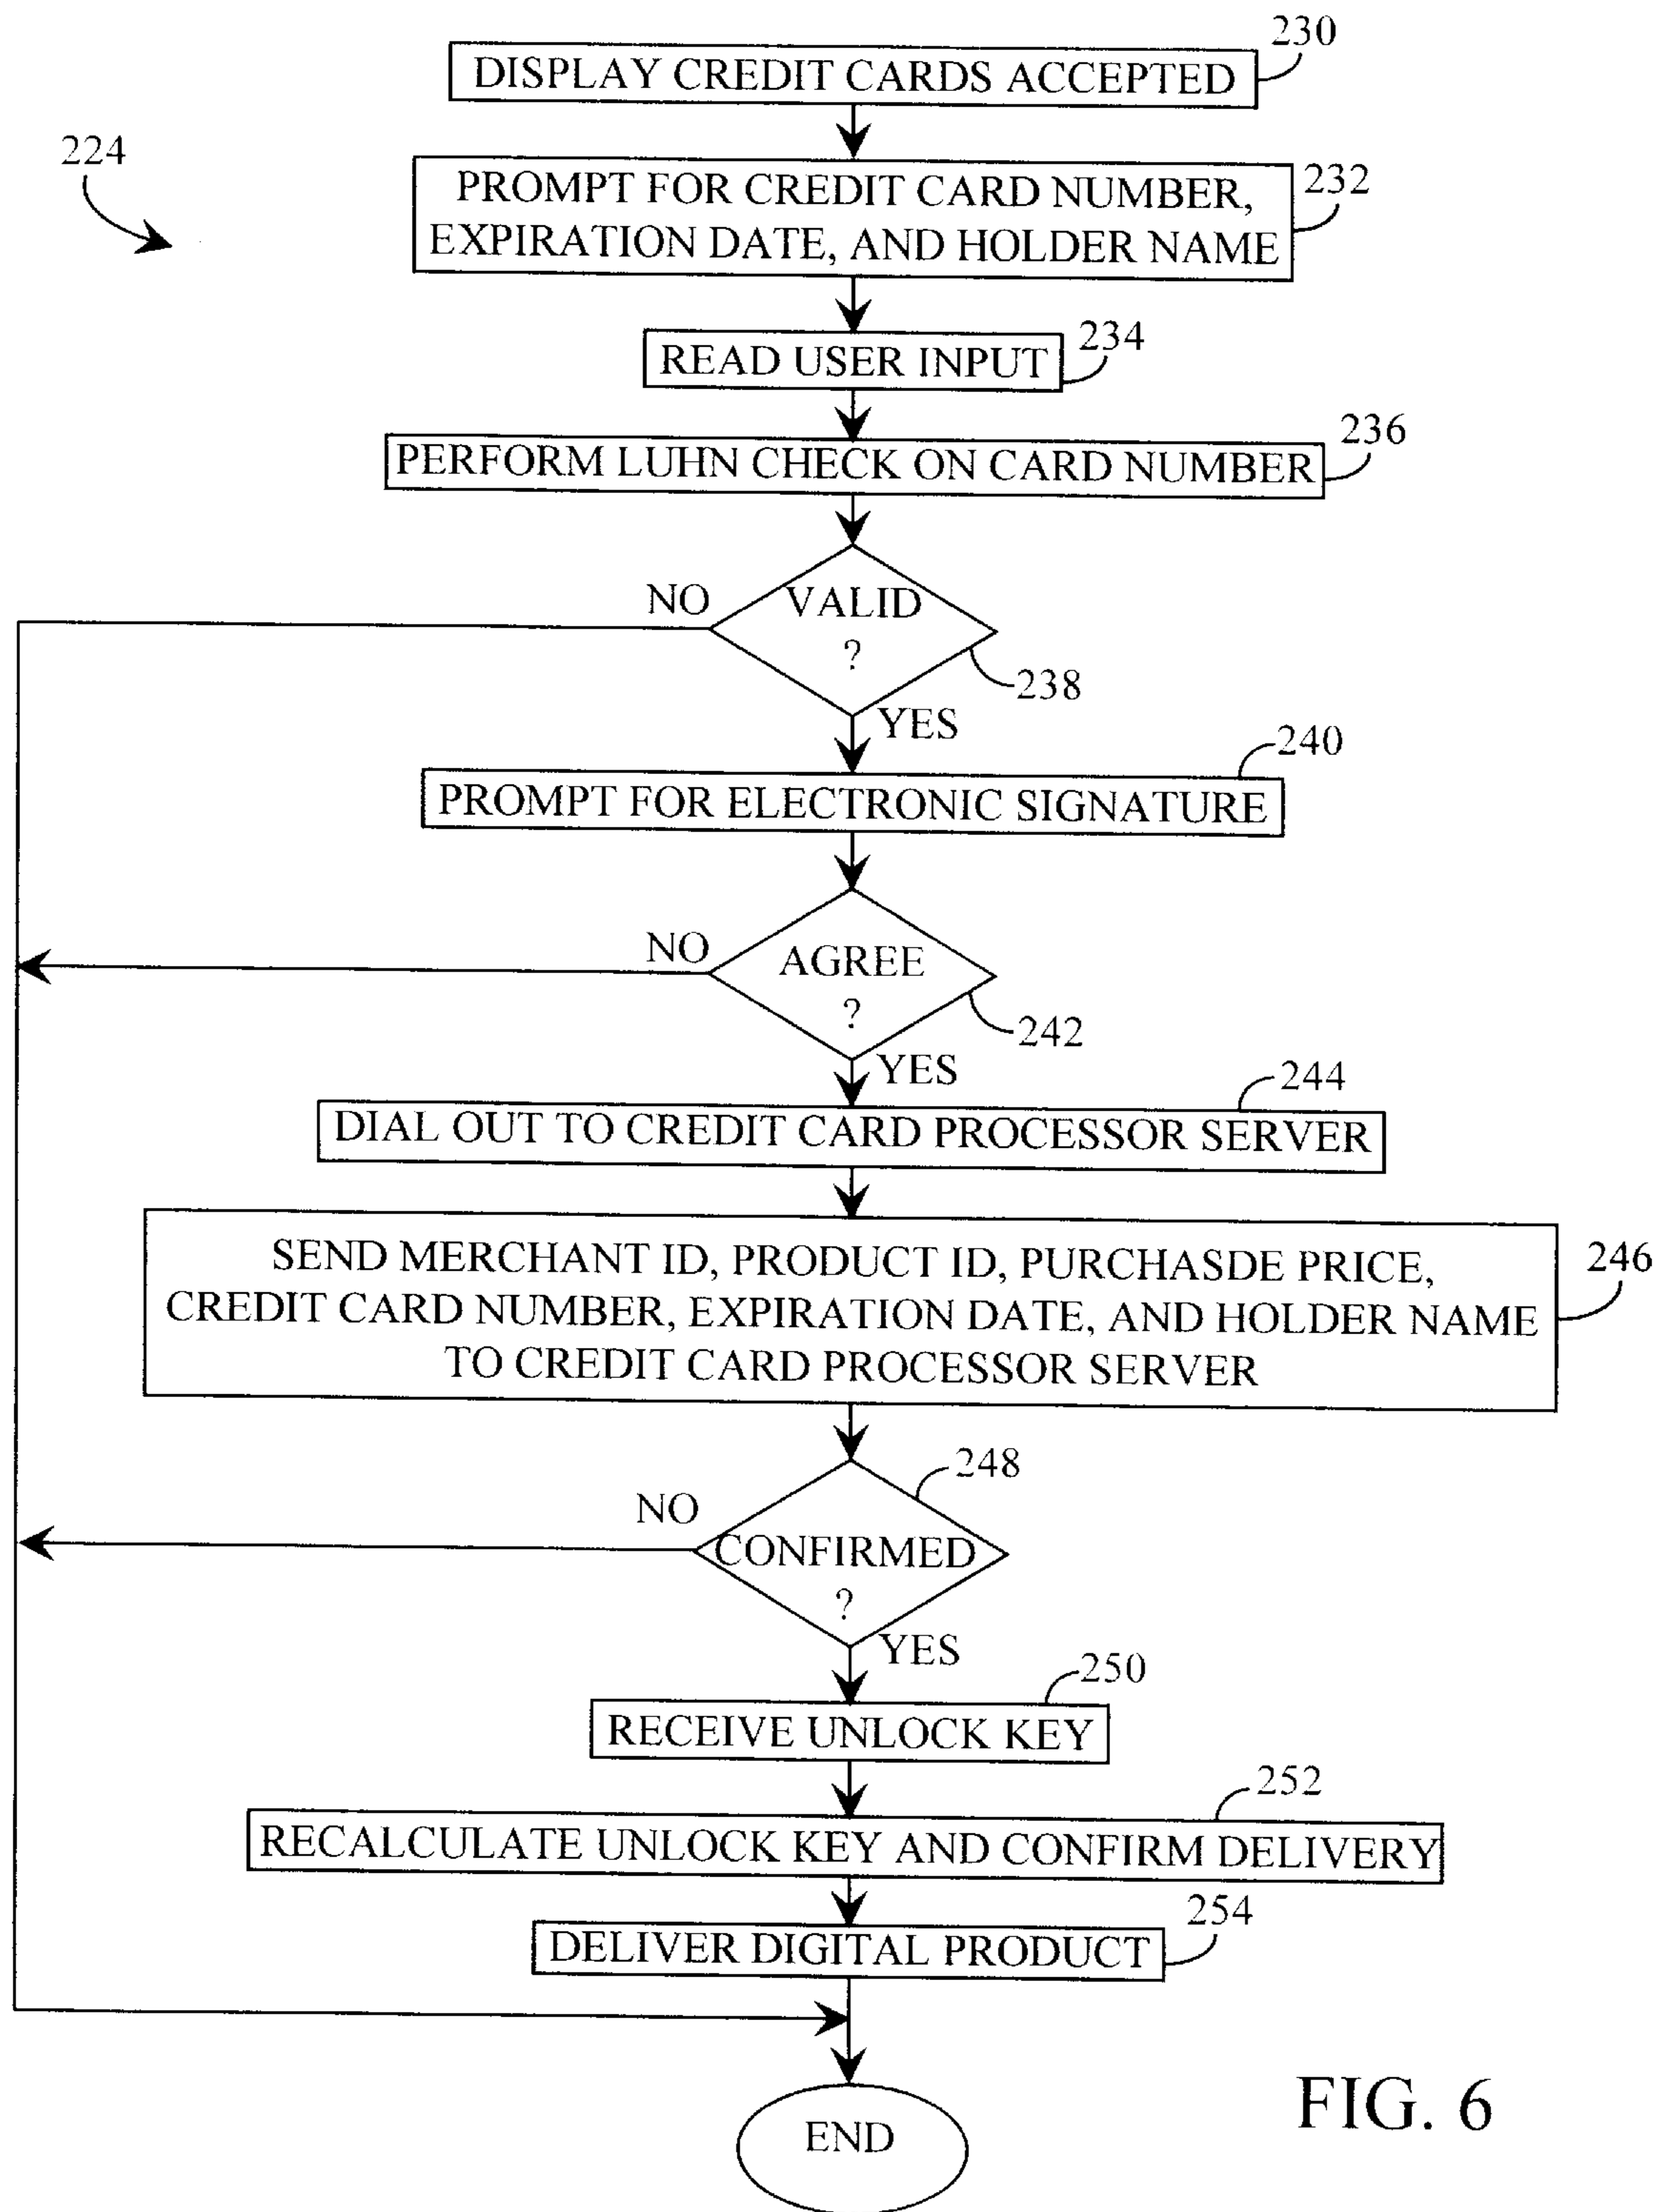 230
DISPLAY CREDIT CARDS ACCEPTED
224
232
PROMPT FOR CREDIT CARD NUMBER,
EXPIRATION DATE, AND HOLDER NAME
234
READ USER INPUT
236
PERFORM LUHN CHECK ON CARD NUMBER
NO
VALID
?
238
YES
240
PROMPT FOR ELECTRONIC SIGNATURE
NO
AGREE
?
242
YES
244
DIAL OUT TO CREDIT CARD PROCESSOR SERVER
246
SEND MERCHANT ID, PRODUCT ID, PURCHASDE PRICE,
CREDIT CARD NUMBER, EXPIRATION DATE, AND HOLDER NAME
TO CREDIT CARD PROCESSOR SERVER
248
NO
CONFIRMED
?
YES
250
RECEIVE UNLOCK KEY
252
RECALCULATE UNLOCK KEY AND CONFIRM DELIVERY
254
DELIVER DIGITAL PRODUCT
END
FIG. 6